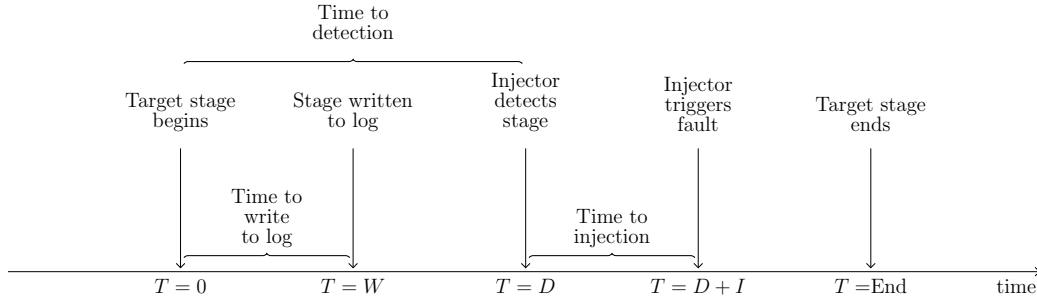 Time to
detection
Target stage
begins
Stage written
to log
Injector
detects
stage
Injector
triggers
fault
Target stage
ends
Time to
write
to log
Time to
injection
T = 0
T = W
T = D
T = D + I
T =End
time